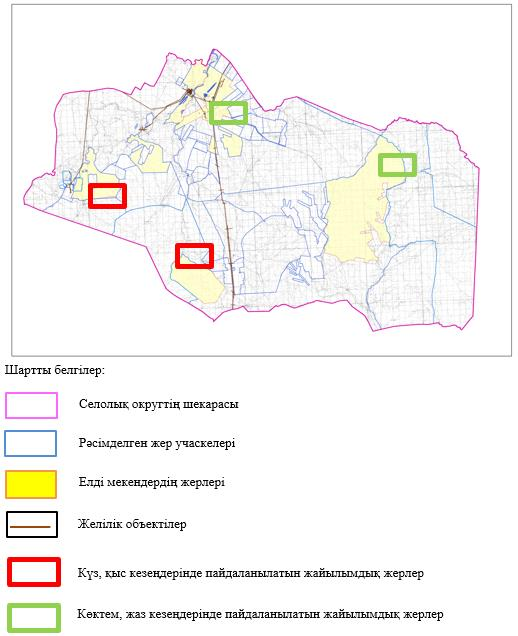 Шартты белгілер:
Селолық округтің шекарасы
Рәсімделген жер учаскелері
Елді мекендердің жерлері
Желілік объектілер
Күз, қыс кезеңдерінде пайдаланылатын жайылымдық жерлер
Көктем, жаз кезеңдерінде пайдаланылатын жайылымдық жерлер